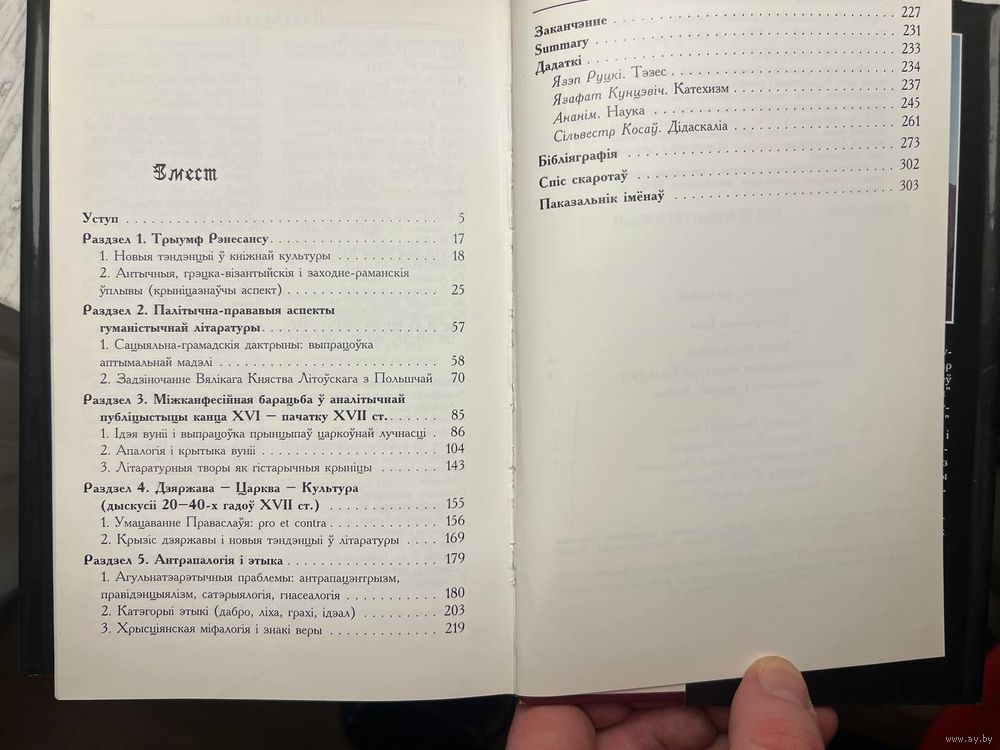 Змест
Уступ 5
Раздзел 1. Трыумф Рэнесансу 17
1. Новыя тэндэнцыі ў кніжнай культуры 18
2. Антычныя, грэцка-візантыйскія і заходне-раманскія
ўплывы (крыніцазнаўчы аспект) 25
Раздзел 2. Палітычна-прававыя аспекты
гуманістычнай літаратуры 57
1. Сацыяльна-грамадскія дактрыны: выпрацоўка
аптымальнай мадэлі 58
2. Задзіночанне Вялікага Княства Літоўскага з Польшчай 70
Раздзел 3. Міжканфесійная барацьба ў аналітычнай
публіцыстыцы канца XVI – пачатку XVII ст. 85
1. Ідэя вуніі і выпрацоўка прынцыпаў царкоўнай лучнасці 86
2. Апалогія і крытыка вуніі 104
3. Літаратурныя творы як гістарычныя крыніцы 143
Раздзел 4. Дзяржава – Царква – Культура
(дыскусіі 20–40-х гадоў XVII ст.) 155
1. Умацаванне Праваслаўя: pro et contra 156
2. Крызіс дзяржавы і новыя тэндэнцыі ў літаратуры 169
Раздзел 5. Антрапалогія і этыка 179
1. Агульнатэарэтычныя праблемы: антрапацэнтрызм,
правідэнцыялізм, сатэрыялогія, гнасеалогія 180
2. Катэгорыі этыкі (дабро, ліха, грахі, ідэал) 203
3. Хрысціянская міфалогія і знакі веры 219
Заканчэнне 227
Summary 231
Дадаткі 233
Язэп Руцкі. Тэзес 234
Язафат Кунцэвіч. Катехизм 237
Ананім. Наука 245
Сільвестр Косаў. Дідаскаліа 261
Бібліяграфія 273
Спіс скаротаў 302
Паказальнік імёнаў 303
www.ay.by